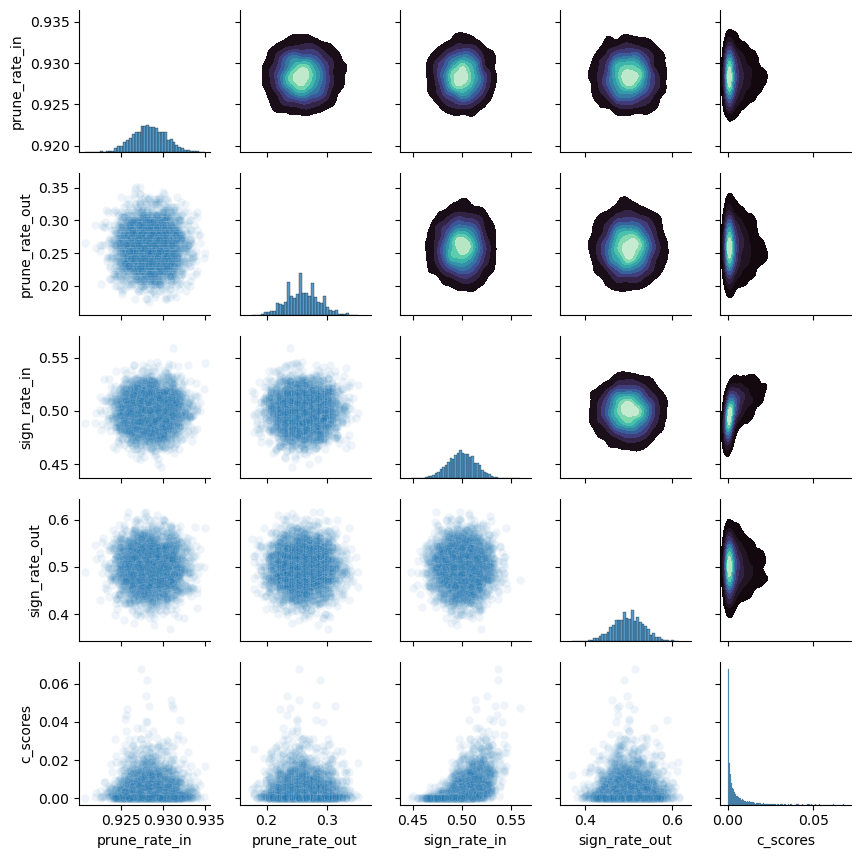 prune_rate_in
0.935
0.930
0.925
0.920
prune_rate_out
0.35
0.30
0.25
0.20
sign_rate_in
0.55
0.50
0.45
sign_rate_out
0.6
0.5
0.4
c_scores
0.06
0.04
0.02
0.00
0.925 0.930 0.935
0.2 0.3
0.45 0.50 0.55
0.4 0.6
0.00 0.05
prune_rate_in prune_rate_out sign_rate_in sign_rate_out c_scores